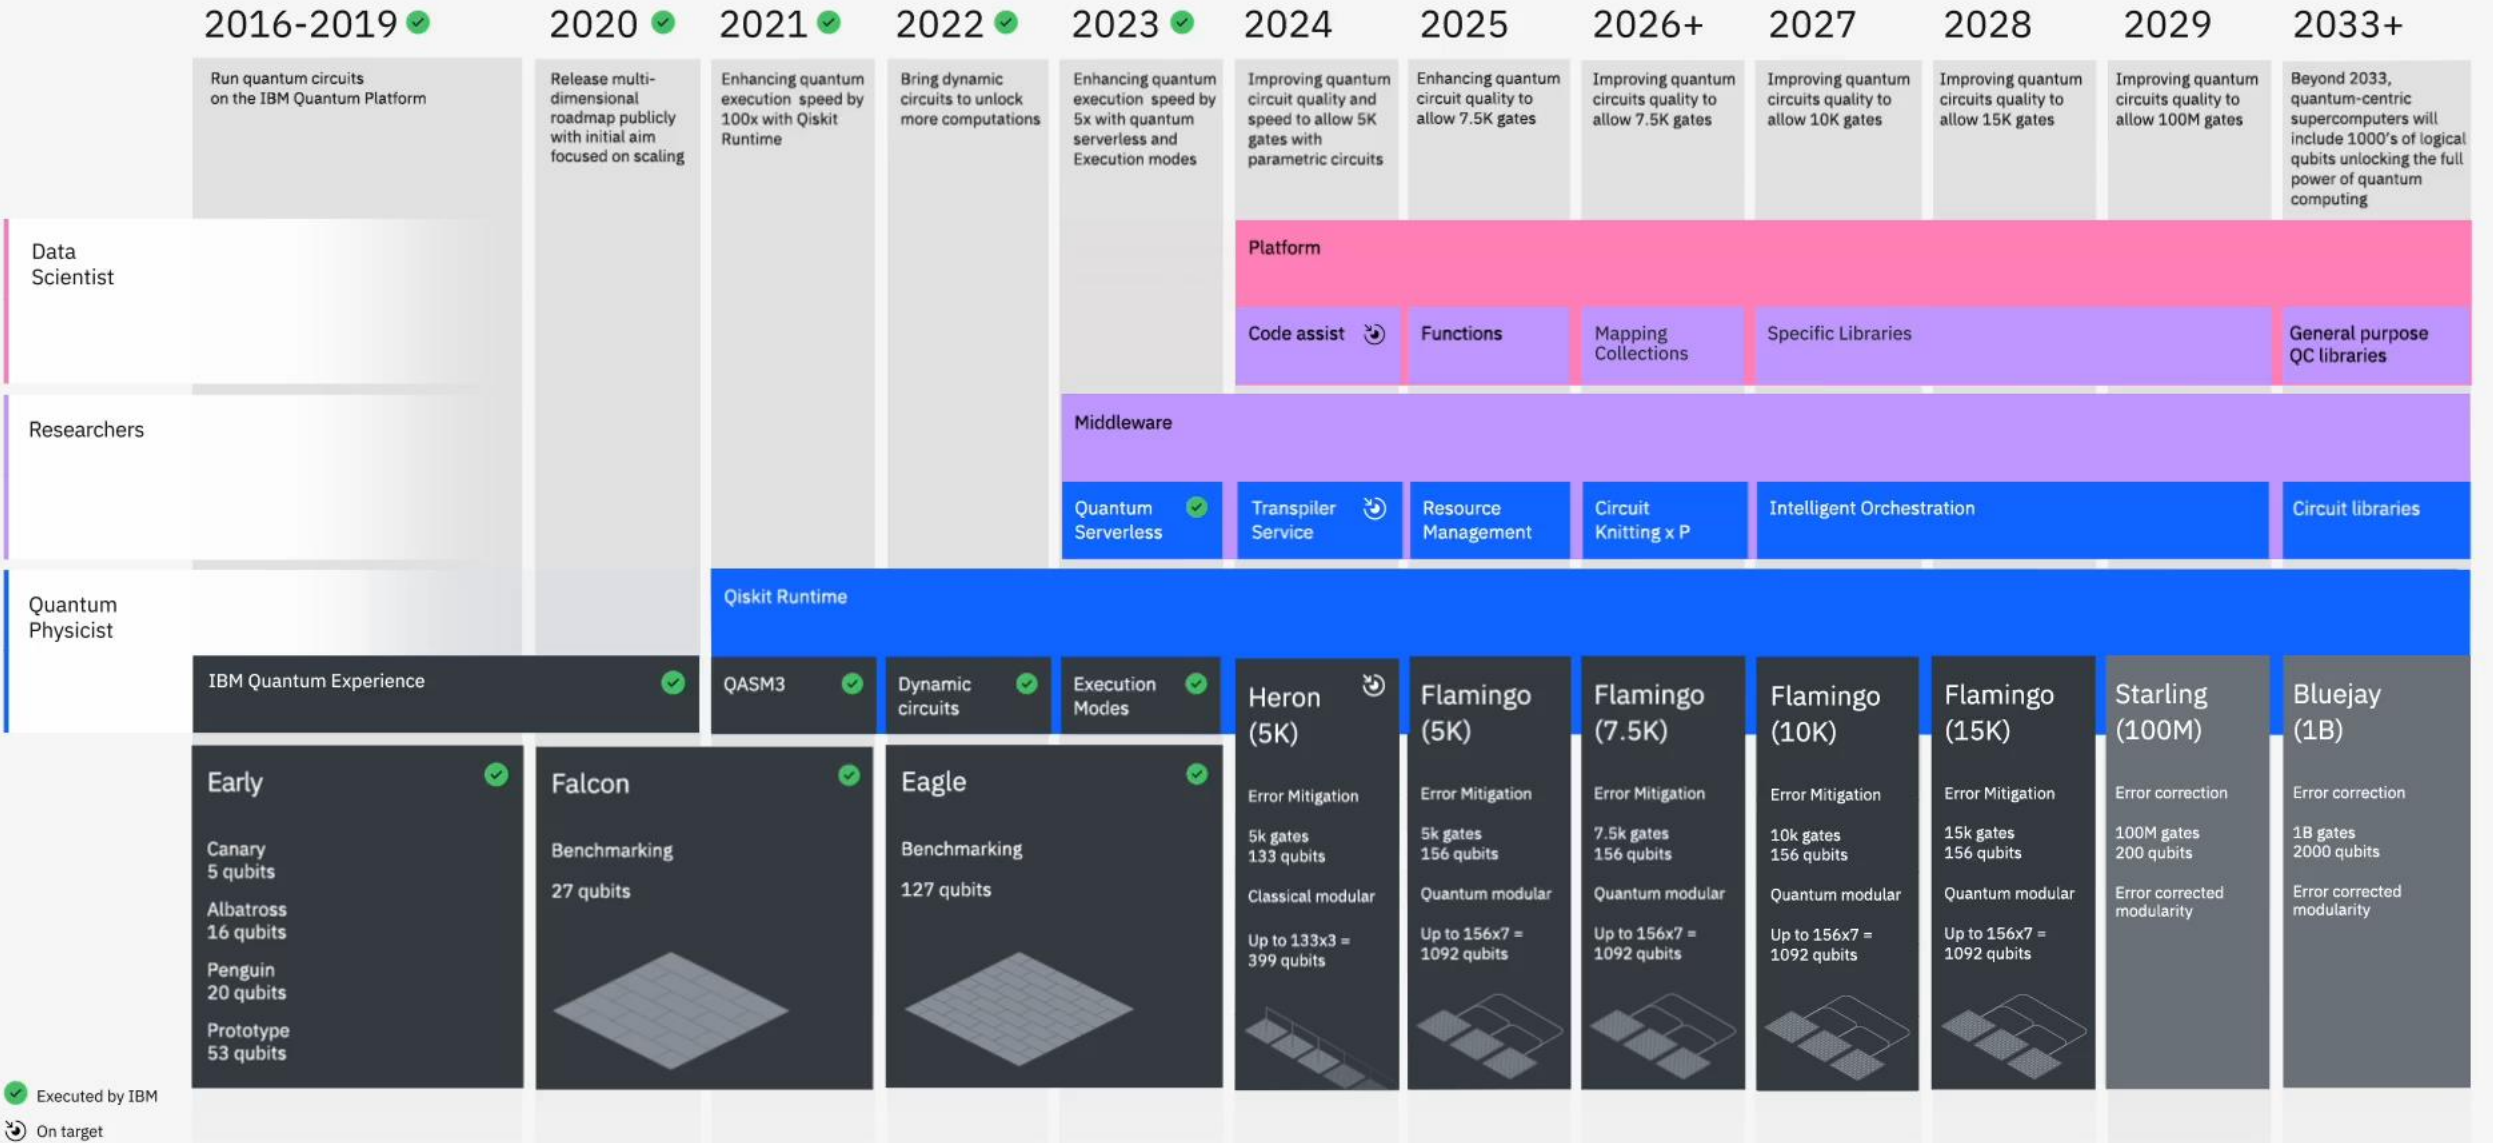 2016-2019
2020
2021
2022
2023
2024
2025
2026+
2027
2028
2029
2033+
Run quantum circuits
on the IBM Quantum Platform
Release multi-
dimensional
roadmap publicly
with initial aim
focused on scaling
Enhancing quantum
execution speed by
100x with Qiskit
Runtime
Bring dynamic
circuits to unlock
more computations
Enhancing quantum
execution speed by
5x with quantum
serverless and
Execution modes
Improving quantum
circuit quality and
speed to allow 5K
gates with
parametric circuits
Enhancing quantum
circuit quality to
allow 7.5K gates
Improving quantum
circuits quality to
allow 7.5K gates
Improving quantum
circuits quality to
allow 10K gates
Improving quantum
circuits quality to
allow 15K gates
Improving quantum
circuits quality to
allow 100M gates
Beyond 2033,
quantum-centric
supercomputers will
include 1000's of logical
qubits unlocking the full
power of quantum
computing
Data
Scientist
Platform
Code assist
Functions
Mapping
Collections
Specific Libraries
General purpose
QC libraries
Researchers
Middleware
Quantum
Serverless
Transpiler
Service
Resource
Management
Circuit
Knitting x P
Intelligent Orchestration
Circuit libraries
Quantum
Physicist
Qiskit Runtime
IBM Quantum Experience
QASM3
Dynamic
circuits
Execution
Modes
Early
Canary
5 qubits
Albatross
16 qubits
Penguin
20 qubits
Prototype
53 qubits
Falcon
Benchmarking
27 qubits
Eagle
Benchmarking
127 qubits
Heron
(5K)
Error Mitigation
5k gates
133 qubits
Classical modular
Up to 133x3 =
399 qubits
Flamingo
(5K)
Error Mitigation
5k gates
156 qubits
Quantum modular
Up to 156x7 =
1092 qubits
Flamingo
(7.5K)
Error Mitigation
7.5k gates
156 qubits
Quantum modular
Up to 156x7 =
1092 qubits
Flamingo
(10K)
Error Mitigation
10k gates
156 qubits
Quantum modular
Up to 156x7 =
1092 qubits
Flamingo
(15K)
Error Mitigation
15k gates
156 qubits
Quantum modular
Up to 156x7 =
1092 qubits
Starling
(100M)
Error correction
100M gates
200 qubits
Error corrected
modularity
Bluejay
(1B)
Error correction
1B gates
2000 qubits
Error corrected
modularity
Executed by IBM
On target